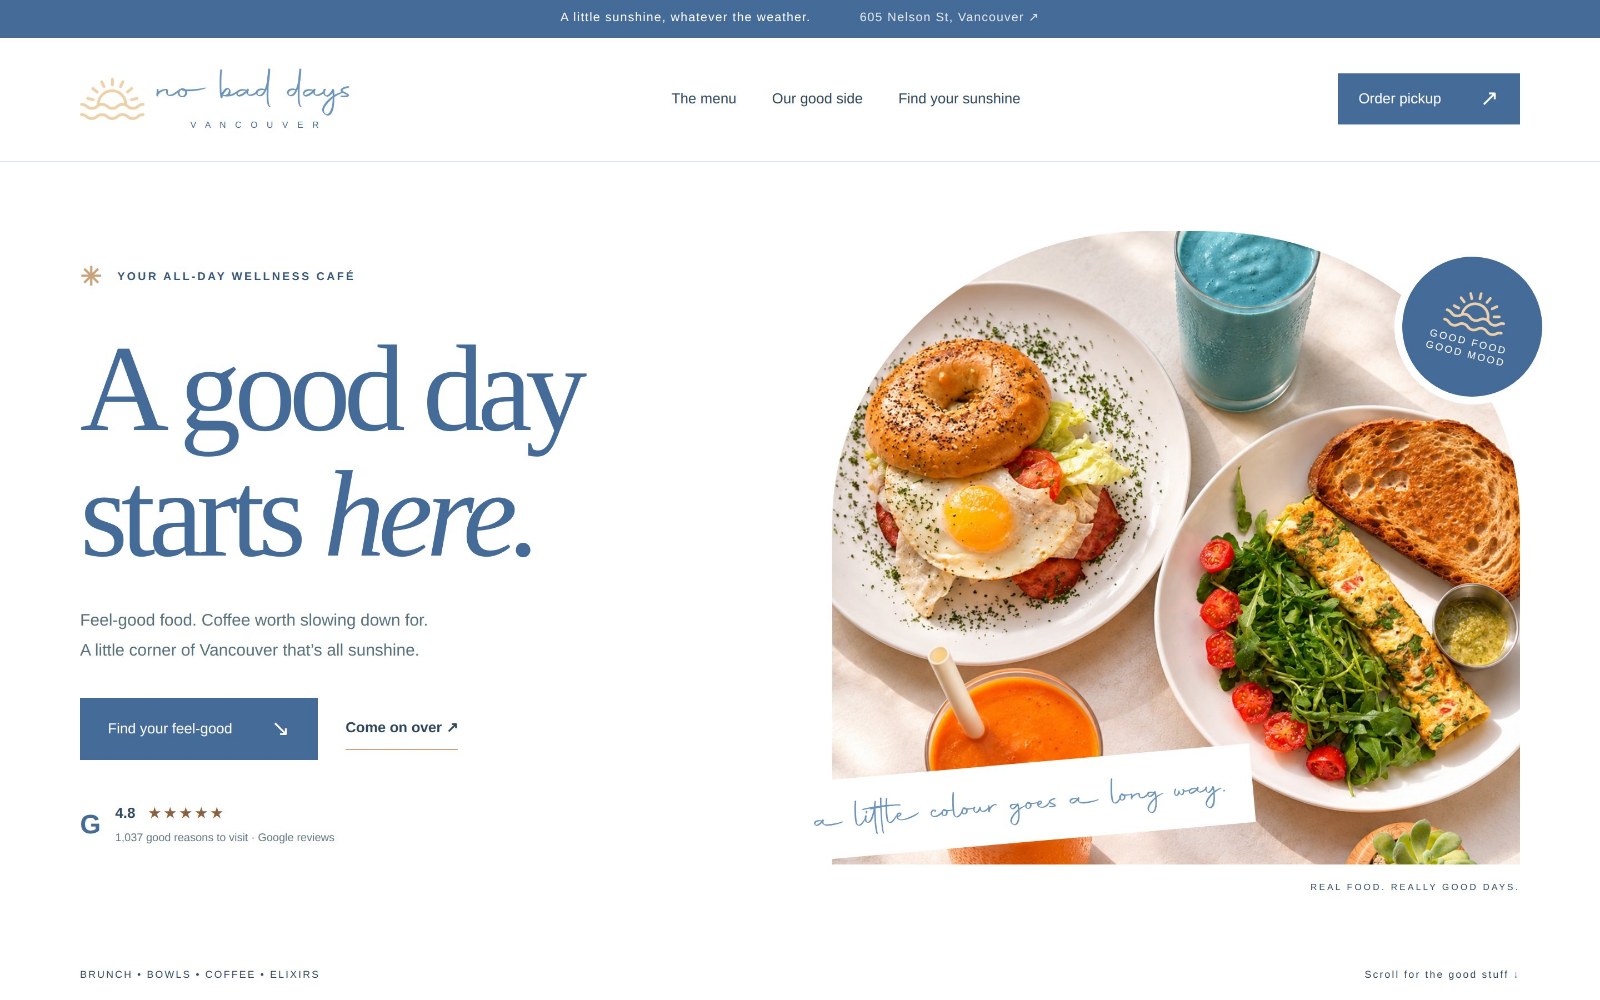 A little sunshine, whatever the weather. 605 Nelson St, Vancouver ↗
no bad days
VANCOUVER
The menu Our good side Find your sunshine
Order pickup ↗
YOUR ALL-DAY WELLNESS CAFÉ
A good day
starts here.
Feel-good food. Coffee worth slowing down for.
A little corner of Vancouver that's all sunshine.
Find your feel-good ↘
Come on over ↗
G
4.8 ★★★★★
1,037 good reasons to visit · Google reviews
GOOD FOOD
GOOD MOOD
a little colour goes a long way.
REAL FOOD. REALLY GOOD DAYS.
BRUNCH • BOWLS • COFFEE • ELIXIRS
Scroll for the good stuff ↓